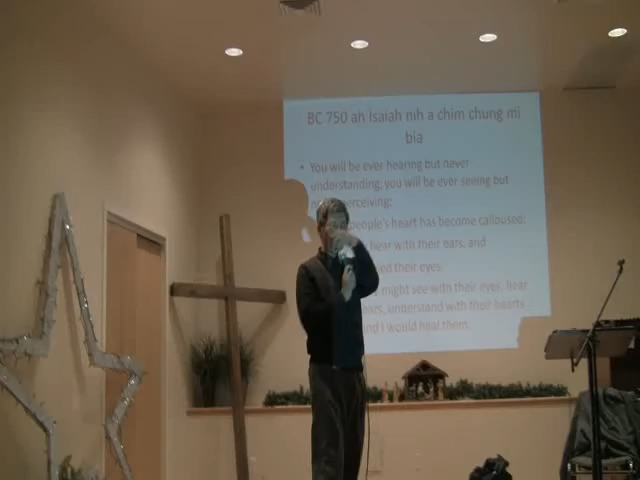 BC 750 ah Isaiah nih a chim chung mi
bia
• You will be ever hearing but never
understanding; you will be ever seeing but
perceiving;
people's heart has become calloused;
hear with their ears, and
their eyes.
might see with their eyes, hear
ears, understand with their hearts
and I would heal them.